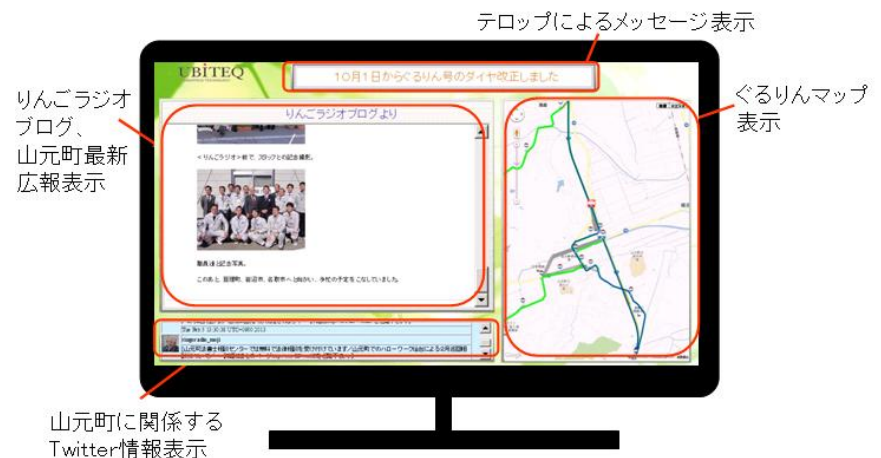 テロップによるメッセージ表示
UBITEQ
10月1日からぐるりん号のダイヤ改正しました
りんごラジオ
ブログ、
山元町最新
広報表示
ぐるりんマップ
表示
りんごラジオブログより
<りんごラジオ>前で、フロックとの記念撮影。
職員達と記念写真。
このあと、亘理町、岩沼市、名取市へと向かい、多忙の予定をこなしていました。
山元町に関係する
Twitter情報表示